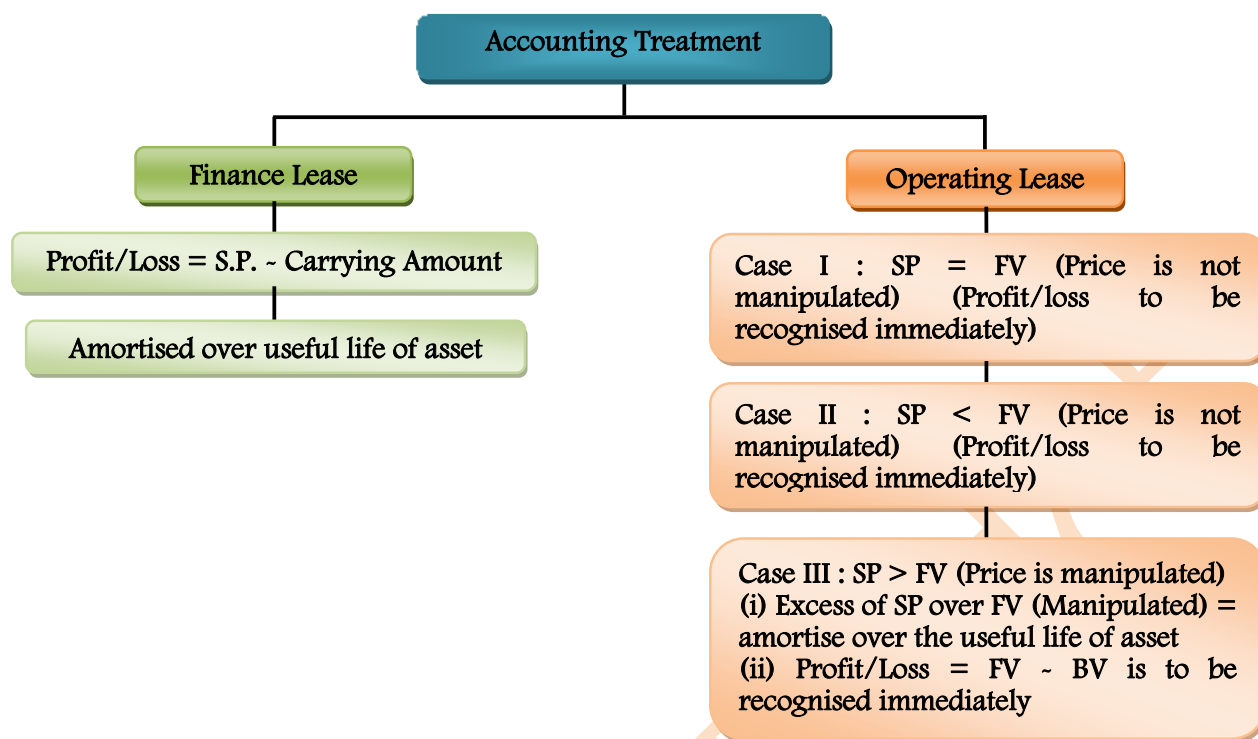 Accounting Treatment
Finance Lease
Profit/Loss = S.P. ~ Carrying Amount
Amortised over useful life of asset
Operating Lease
Case I : SP = FV (Price is not
manipulated) (Profit/loss to be
recognised immediately)
Case II : SP < FV (Price is not
manipulated) (Profit/loss to be
recognised immediately)
Case III : SP > FV (Price is manipulated)
(i) Excess of SP over FV (Manipulated) =
amortise over the useful life of asset
(ii) Profit/Loss = FV ~ BV is to be
recognised immediately